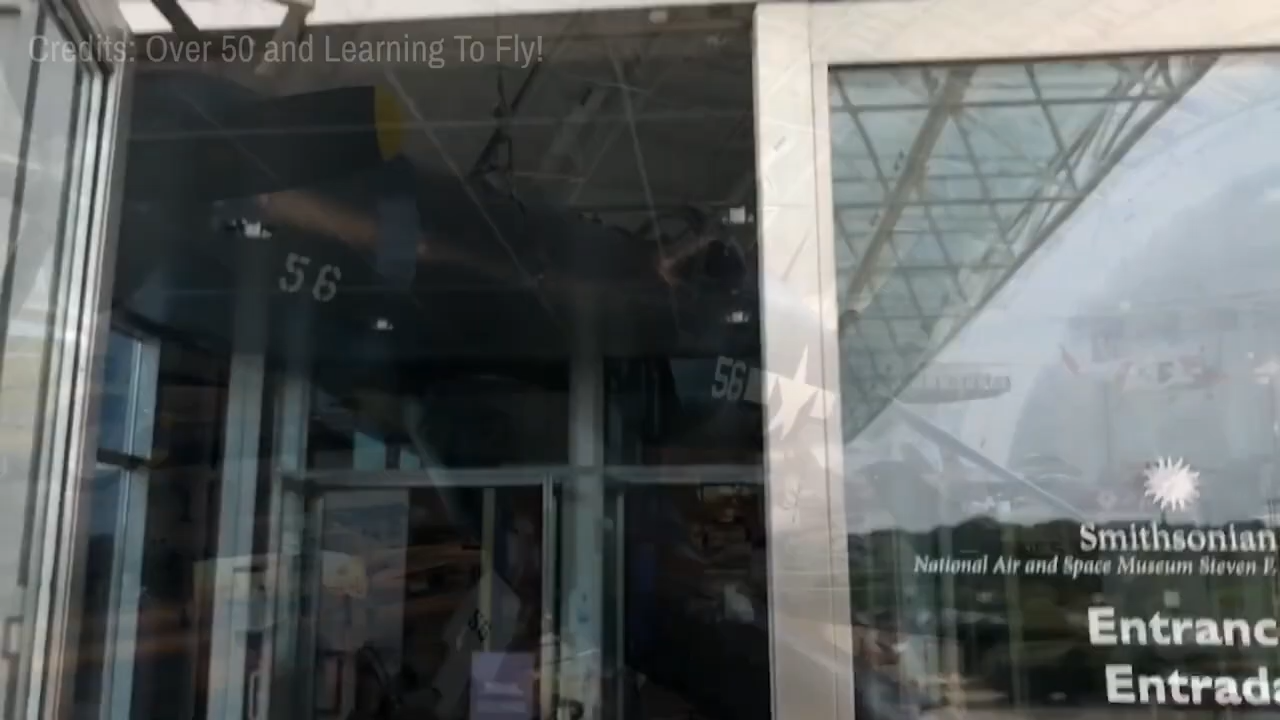 Credits: Over 50 and Learning To Fly!
56
56
Smithsonian
National Air and Space Museum Steven F.
Entranc
Entrada